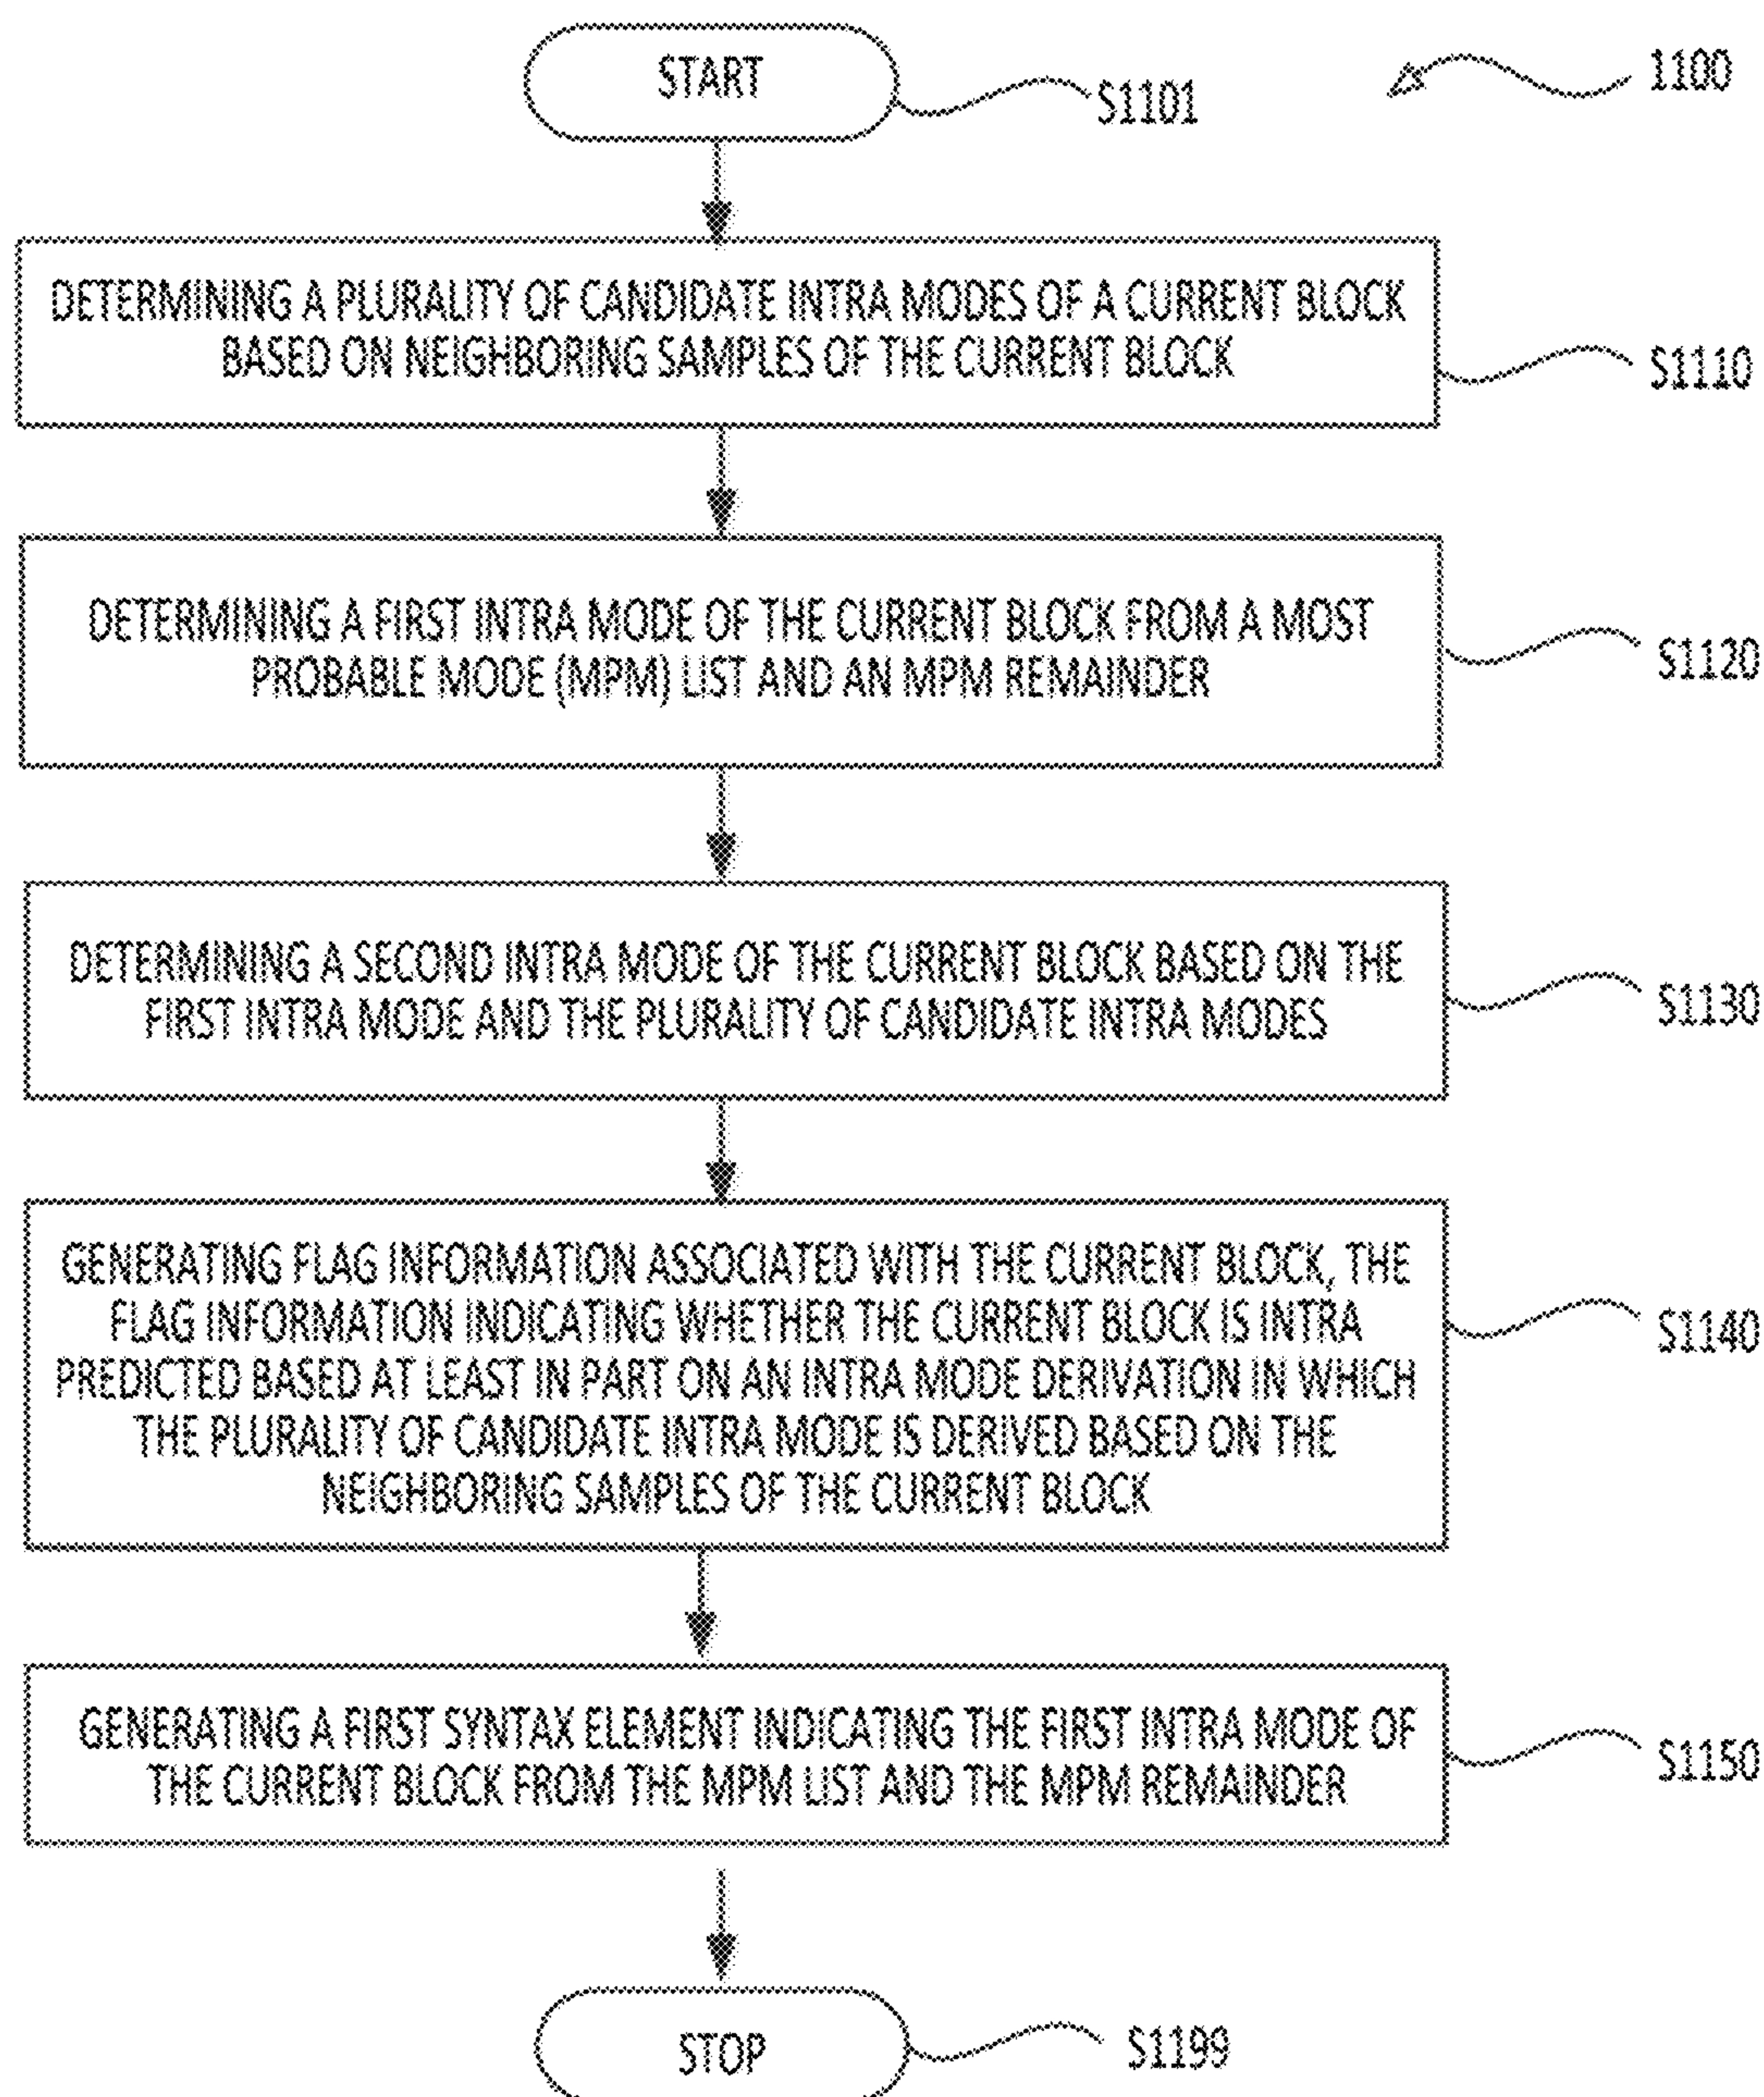 START
S1101
1100
DETERMINING A PLURALITY OF CANDIDATE INTRA MODES OF A CURRENT BLOCK
BASED ON NEIGHBORING SAMPLES OF THE CURRENT BLOCK
S1110
DETERMINING A FIRST INTRA MODE OF THE CURRENT BLOCK FROM A MOST
PROBABLE MODE (MPM) LIST AND AN MPM REMAINDER
S1120
DETERMINING A SECOND INTRA MODE OF THE CURRENT BLOCK BASED ON THE
FIRST INTRA MODE AND THE PLURALITY OF CANDIDATE INTRA MODES
S1130
GENERATING FLAG INFORMATION ASSOCIATED WITH THE CURRENT BLOCK, THE
FLAG INFORMATION INDICATING WHETHER THE CURRENT BLOCK IS INTRA
PREDICTED BASED AT LEAST IN PART ON AN INTRA MODE DERIVATION IN WHICH
THE PLURALITY OF CANDIDATE INTRA MODE IS DERIVED BASED ON THE
NEIGHBORING SAMPLES OF THE CURRENT BLOCK
S1140
GENERATING A FIRST SYNTAX ELEMENT INDICATING THE FIRST INTRA MODE OF
THE CURRENT BLOCK FROM THE MPM LIST AND THE MPM REMAINDER
S1150
STOP
S1199